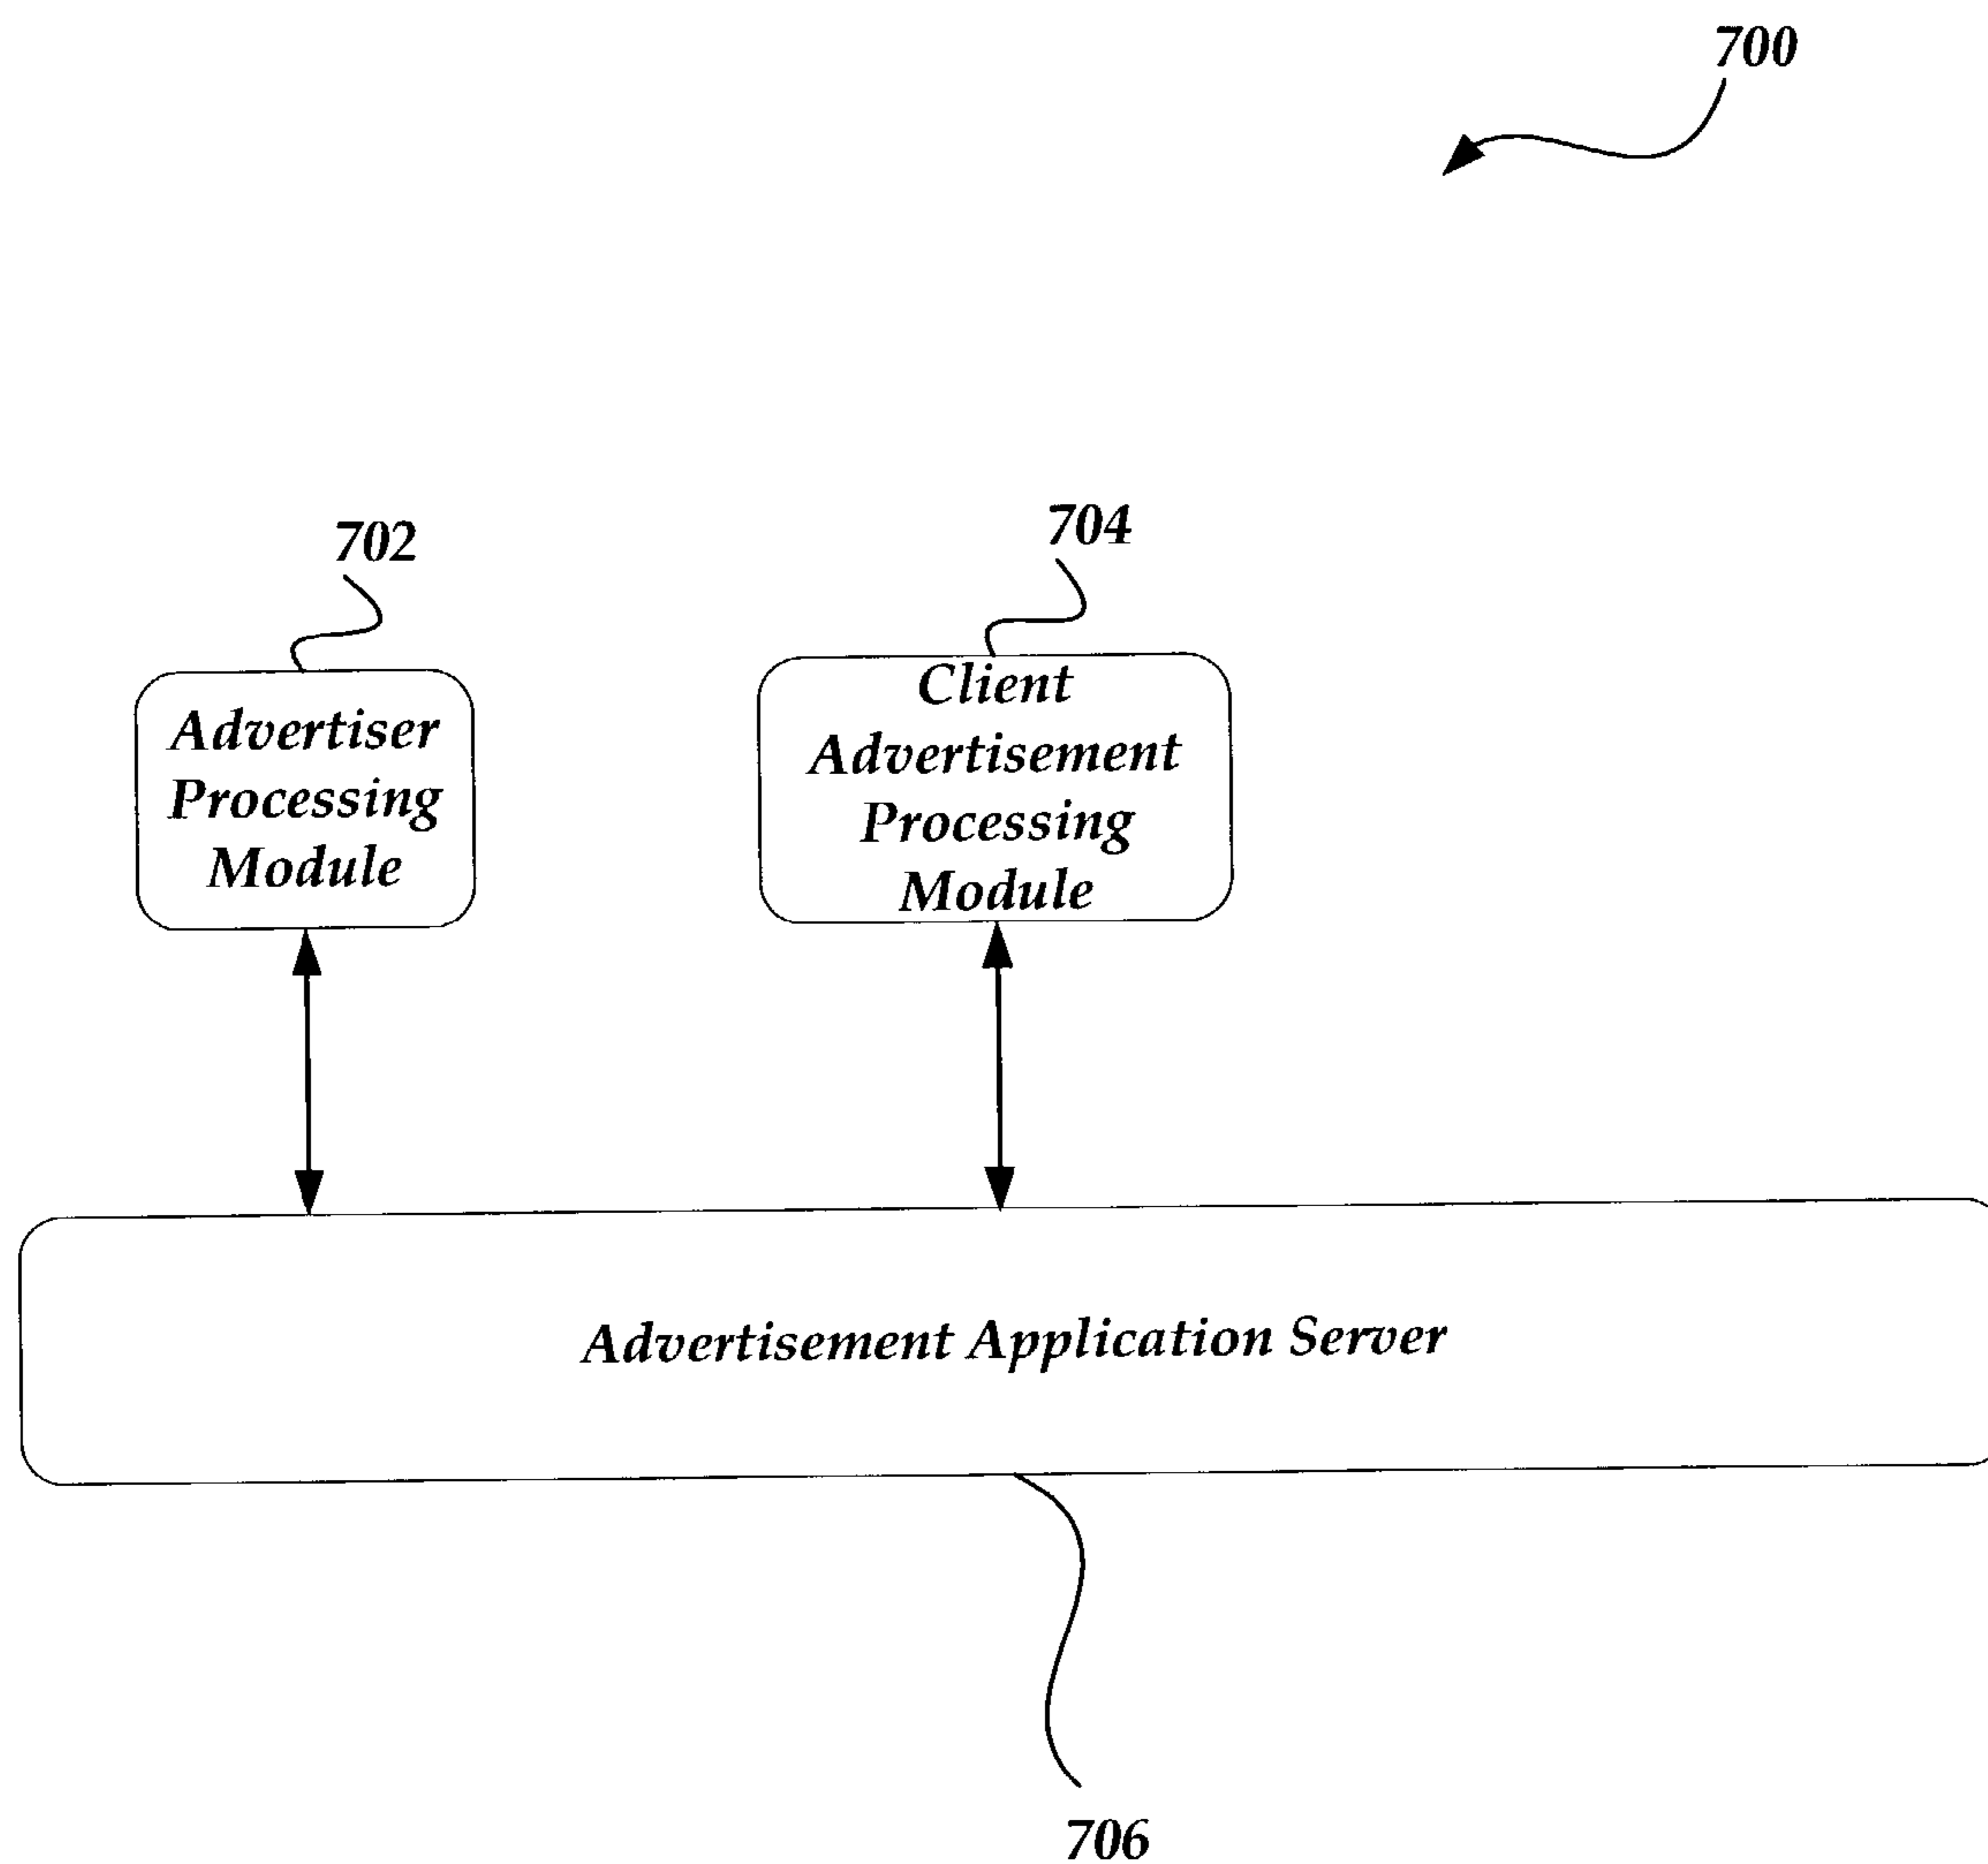 700
702
704
Advertiser
Processing
Module
Client
Advertisement
Processing
Module
Advertisement Application Server
706